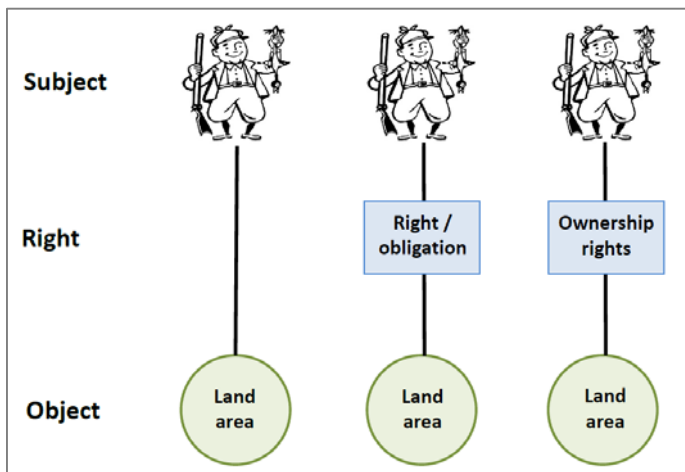 Subject
Right
Right /
obligation
Ownership
rights
Object
Land
area
Land
area
Land
area